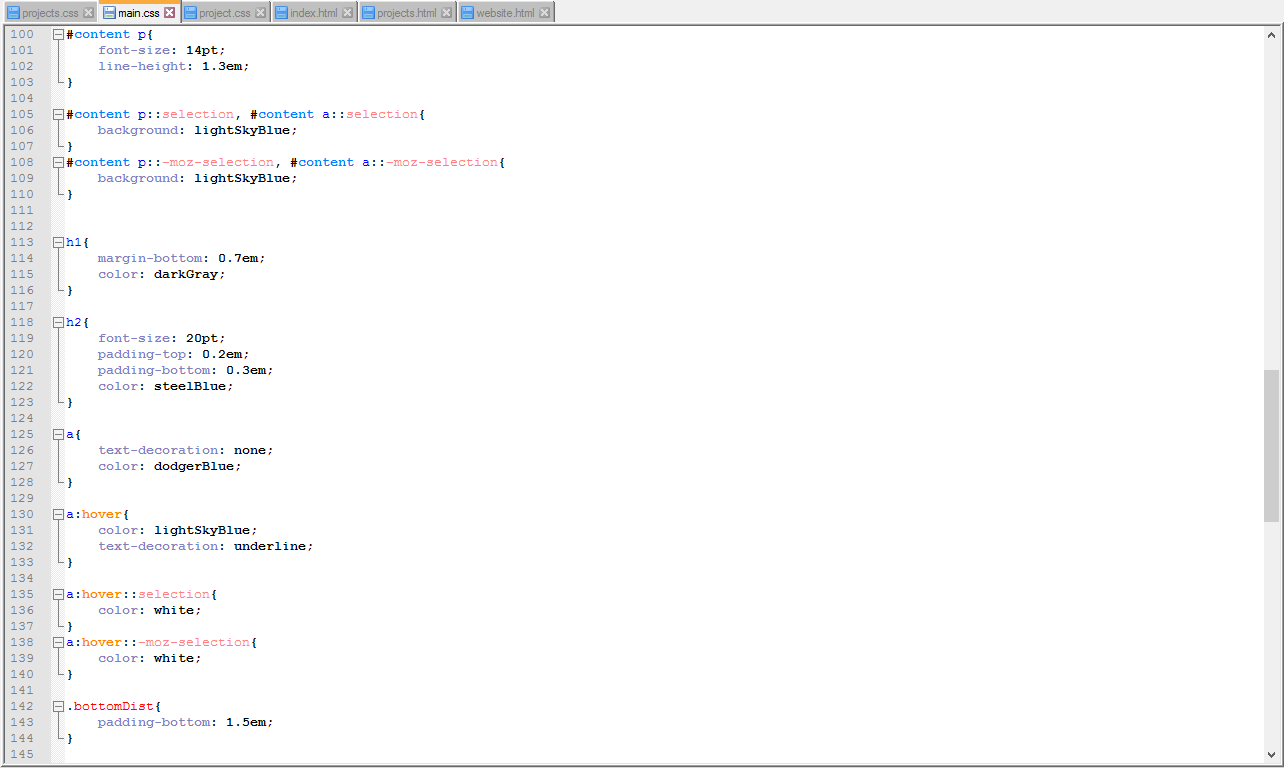 projects.css main.css project.css index.html projects.html website.html
100 #content p{
101 font-size: 14pt;
102 line-height: 1.3em;
103 }
104
105 #content p::selection, #content a::selection{
106 background: lightSkyBlue;
107 }
108 #content p::-moz-selection, #content a::-moz-selection{
109 background: lightSkyBlue;
110 }
111
112
113 h1{
114 margin-bottom: 0.7em;
115 color: darkGray;
116 }
117
118 h2{
119 font-size: 20pt;
120 padding-top: 0.2em;
121 padding-bottom: 0.3em;
122 color: steelBlue;
123 }
124
125 a{
126 text-decoration: none;
127 color: dodgerBlue;
128 }
129
130 a:hover{
131 color: lightSkyBlue;
132 text-decoration: underline;
133 }
134
135 a:hover::selection{
136 color: white;
137 }
138 a:hover::-moz-selection{
139 color: white;
140 }
141
142 .bottomDist{
143 padding-bottom: 1.5em;
144 }
145